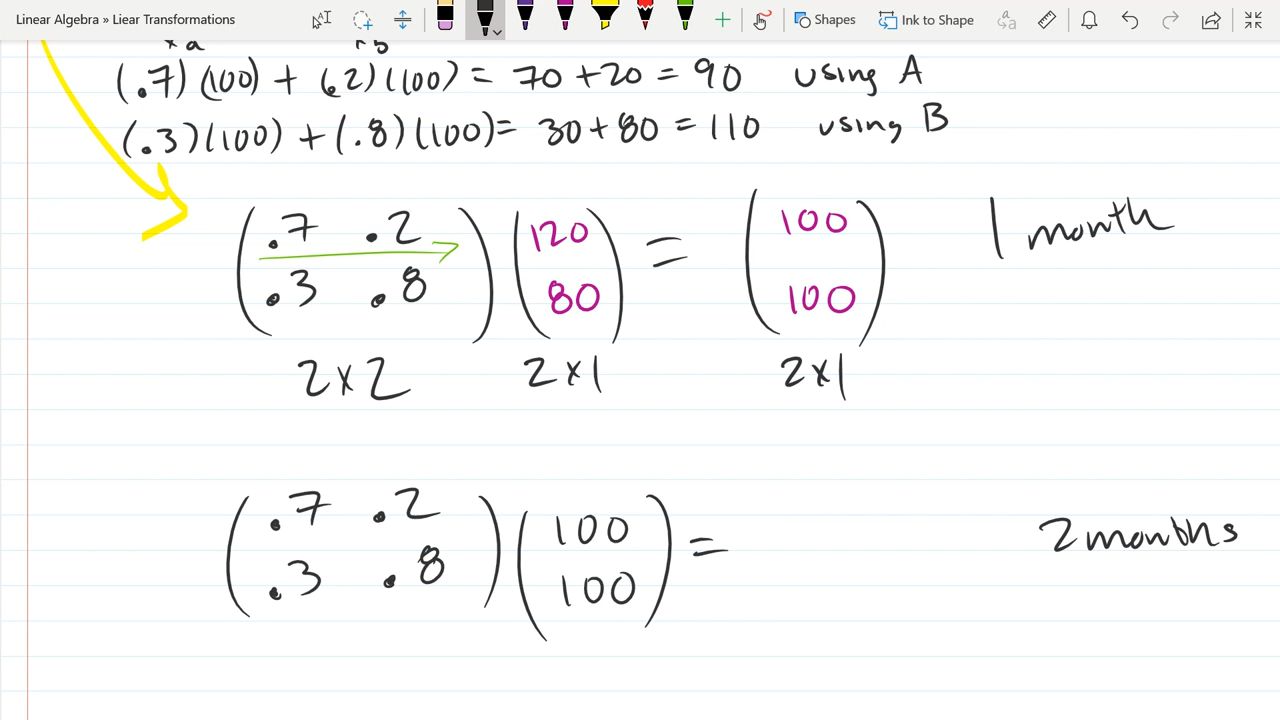 Linear Algebra » Liear Transformations
Shapes
Ink to Shape
xa xb
(.7)(100) + (.2)(100) = 70 + 20 = 90 using A
(.3)(100) + (.8)(100) = 30 + 80 = 110 using B
.7 .2 120 = 100 1 month
.3 .8 80 100
2x2 2x1 2x1
.7 .2 100 = 2 months
.3 .8 100